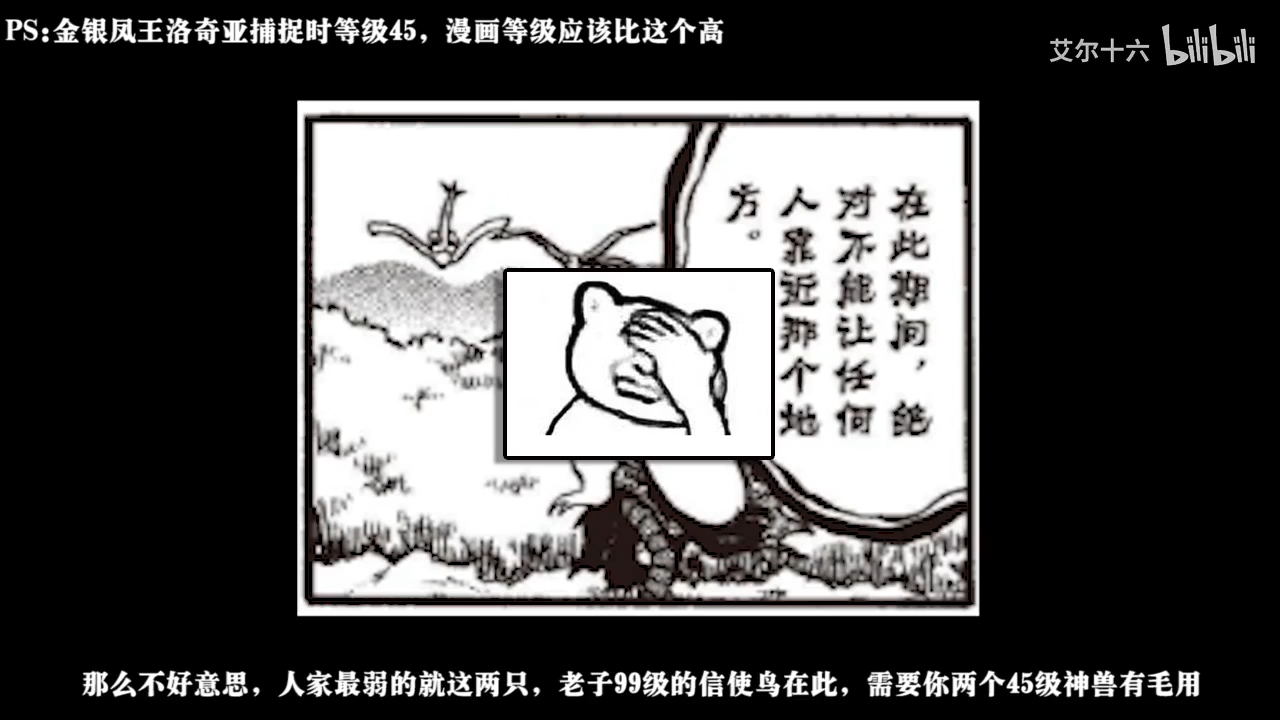 PS:金银凤王洛奇亚捕捉时等级45，漫画等级应该比这个高
艾尔十六 bilibili
在此期间，绝
对不能让任何
人靠近那个地
方。
那么不好意思，人家最弱的就这两只，老子99级的信使鸟在此，需要你两个45级神兽有毛用